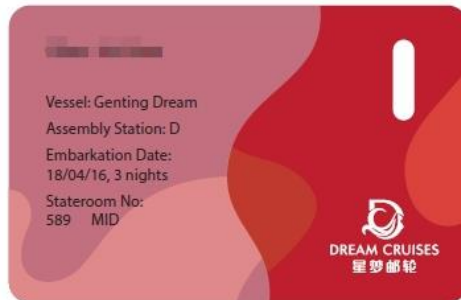 Vessel: Genting Dream
Assembly Station: D
Embarkation Date:
18/04/16, 3 nights
Stateroom No:
589 MID
DREAM CRUISES
星梦邮轮